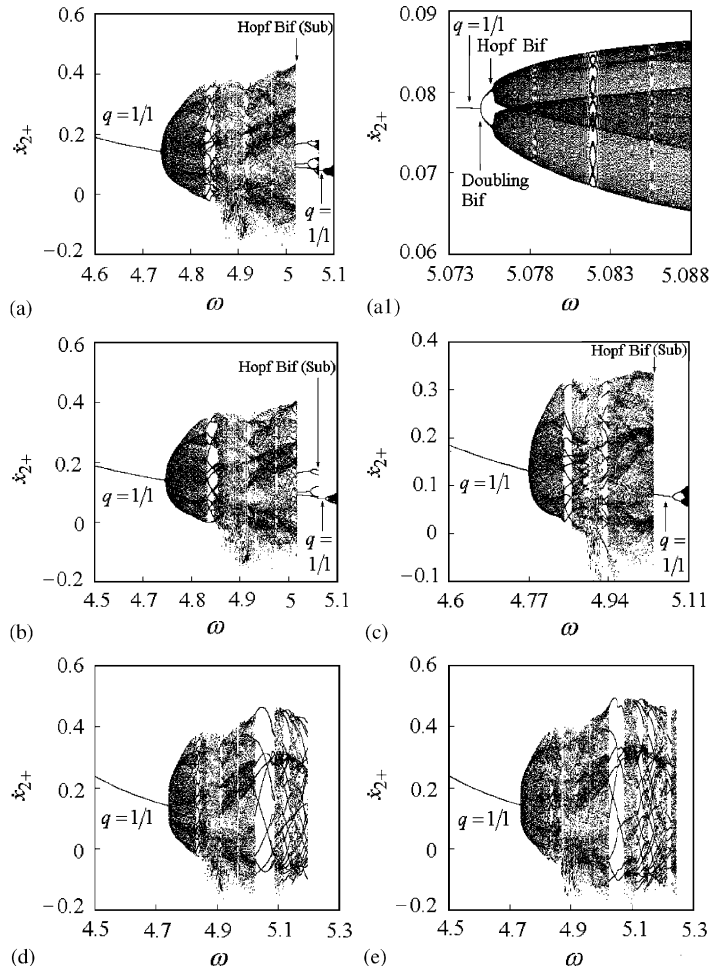 Hopf Bif (Sub)
0.6
0.4
0.2
0
−0.2
ẋ2+
q = 1/1
q =
1/1
4.6 4.7 4.8 4.9 5 5.1
ω
(a)
0.09
0.08
0.07
0.06
ẋ2+
q = 1/1
Hopf Bif
Doubling
Bif
5.073 5.078 5.083 5.088
ω
(a1)
0.6
0.4
0.2
0
−0.2
ẋ2+
Hopf Bif (Sub)
q = 1/1
q =
1/1
4.5 4.7 4.8 4.9 5 5.1
ω
(b)
0.4
0.3
0.2
0.1
0
−0.1
ẋ2+
Hopf Bif (Sub)
q = 1/1
q =
1/1
4.6 4.77 4.94 5.11
ω
(c)
0.6
0.4
0.2
0
−0.2
ẋ2+
q = 1/1
4.5 4.7 4.9 5.1 5.3
ω
(d)
0.6
0.4
0.2
0
−0.2
ẋ2+
q = 1/1
4.5 4.7 4.9 5.1 5.3
ω
(e)